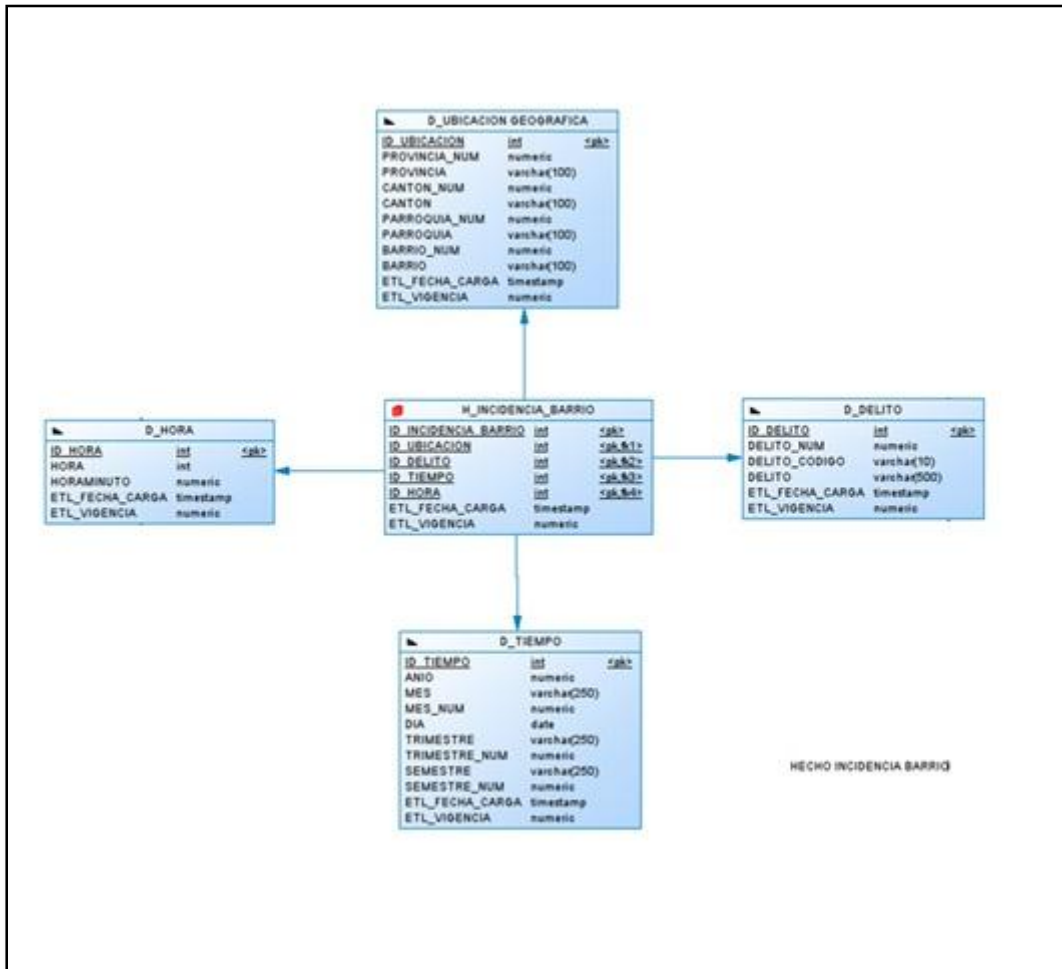 D_UBICACION GEOGRAFICA
ID_UBICACION int <pk>
PROVINCIA_NUM numeric
PROVINCIA varchar(100)
CANTON_NUM numeric
CANTON varchar(100)
PARROQUIA_NUM numeric
PARROQUIA varchar(100)
BARRIO_NUM numeric
BARRIO varchar(100)
ETL_FECHA_CARGA timestamp
ETL_VIGENCIA numeric
D_HORA
ID_HORA int <pk>
HORA int
HORAMINUTO numeric
ETL_FECHA_CARGA timestamp
ETL_VIGENCIA numeric
H_INCIDENCIA_BARRIO
ID_INCIDENCIA_BARRIO int <pk>
ID_UBICACION int <pk,fk1>
ID_DELITO int <pk,fk2>
ID_TIEMPO int <pk,fk3>
ID_HORA int <pk,fk4>
ETL_FECHA_CARGA timestamp
ETL_VIGENCIA numeric
D_DELITO
ID_DELITO int <pk>
DELITO_NUM numeric
DELITO_CODIGO varchar(10)
DELITO varchar(500)
ETL_FECHA_CARGA timestamp
ETL_VIGENCIA numeric
D_TIEMPO
ID_TIEMPO int <pk>
ANIO numeric
MES varchar(250)
MES_NUM numeric
DIA date
TRIMESTRE varchar(250)
TRIMESTRE_NUM numeric
SEMESTRE varchar(250)
SEMESTRE_NUM numeric
ETL_FECHA_CARGA timestamp
ETL_VIGENCIA numeric
HECHO INCIDENCIA BARRIO